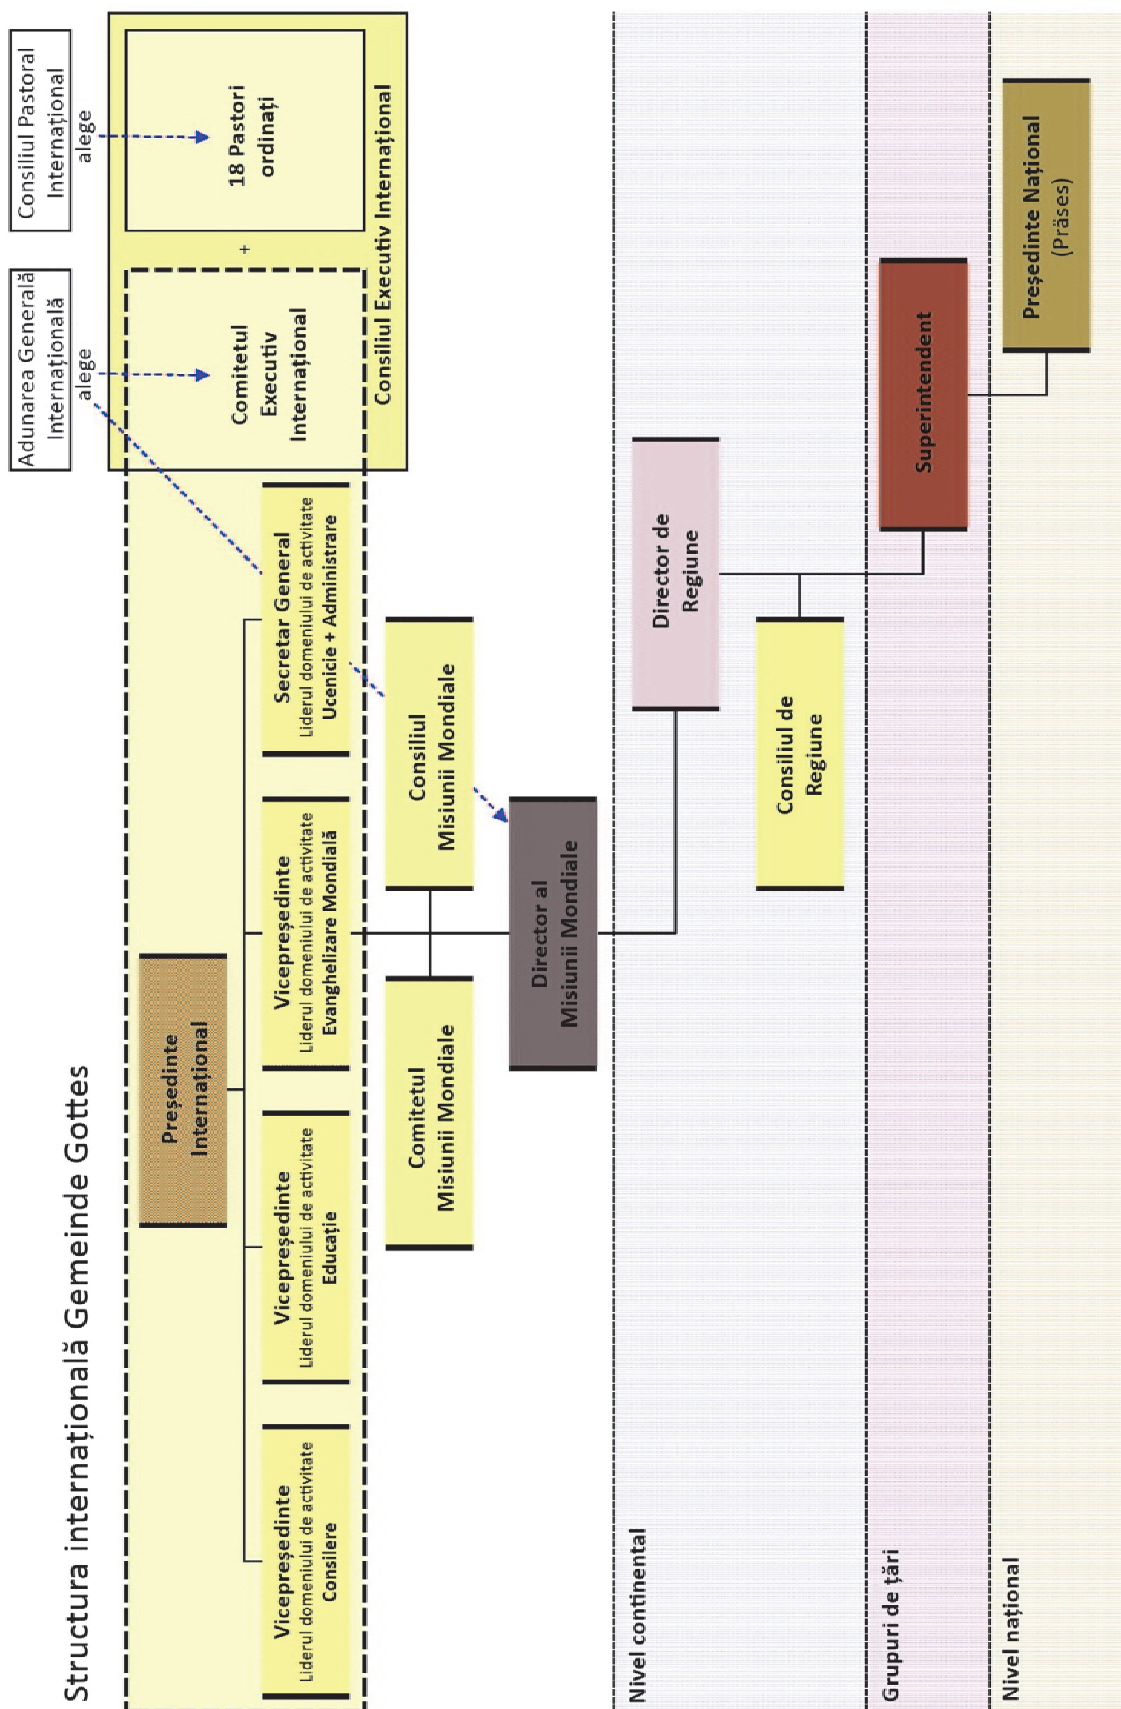 Structura internațională Gemeinde Gottes
Adunarea Generală
Internațională
alege
Consiliul Pastoral
Internațional
alege
Președinte
Internațional
Comitetul
Executiv
Internațional
+
18 Pastori
ordinați
Consiliul Executiv Internațional
Vicepreședinte
Liderul domeniului de activitate
Consilere
Vicepreședinte
Liderul domeniului de activitate
Educație
Vicepreședinte
Liderul domeniului de activitate
Evanghelizare Mondială
Secretar General
Liderul domeniului de activitate
Ucenicie + Administrare
Comitetul
Misiunii Mondiale
Consiliul
Misiunii Mondiale
Director al
Misiunii Mondiale
Nivel continental
Director de
Regiune
Consiliul de
Regiune
Grupuri de țări
Superintendent
Nivel național
Președinte Național
(Präses)